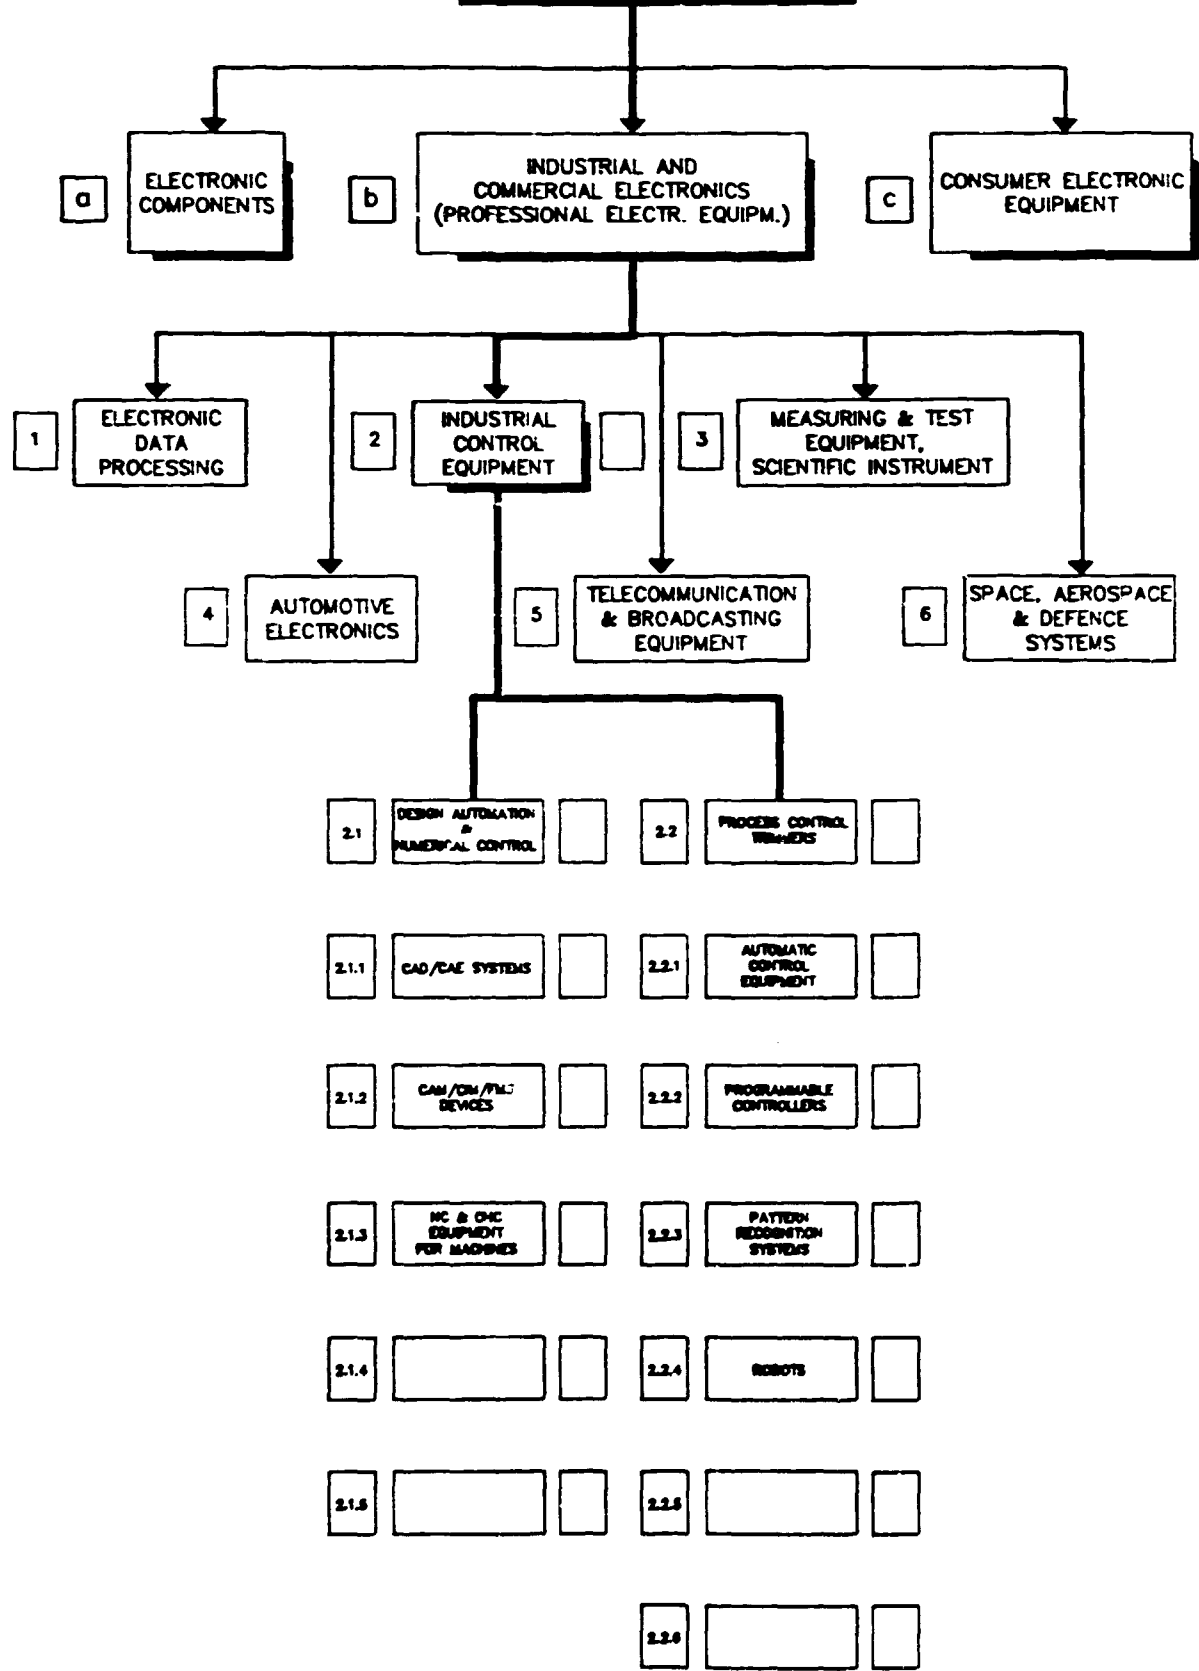 a
ELECTRONIC
COMPONENTS
b
INDUSTRIAL AND
COMMERCIAL ELECTRONICS
(PROFESSIONAL ELECTR. EQUIPM.)
c
CONSUMER ELECTRONIC
EQUIPMENT
1
ELECTRONIC
DATA
PROCESSING
2
INDUSTRIAL
CONTROL
EQUIPMENT
3
MEASURING & TEST
EQUIPMENT,
SCIENTIFIC INSTRUMENT
4
AUTOMOTIVE
ELECTRONICS
5
TELECOMMUNICATION
& BROADCASTING
EQUIPMENT
6
SPACE, AEROSPACE
& DEFENCE
SYSTEMS
2.1
DESIGN AUTOMATION
&
NUMERICAL CONTROL
2.2
PROCESS CONTROL
2.1.1
CAD/CAE SYSTEMS
2.2.1
AUTOMATIC
CONTROL
EQUIPMENT
2.1.2
CAM/CIM/FMS
DEVICES
2.2.2
PROGRAMMABLE
CONTROLLERS
2.1.3
NC & CNC
EQUIPMENT
FOR MACHINES
2.2.3
PATTERN
RECOGNITION
SYSTEMS
2.1.4
2.2.4
ROBOTS
2.1.5
2.2.5
2.2.6